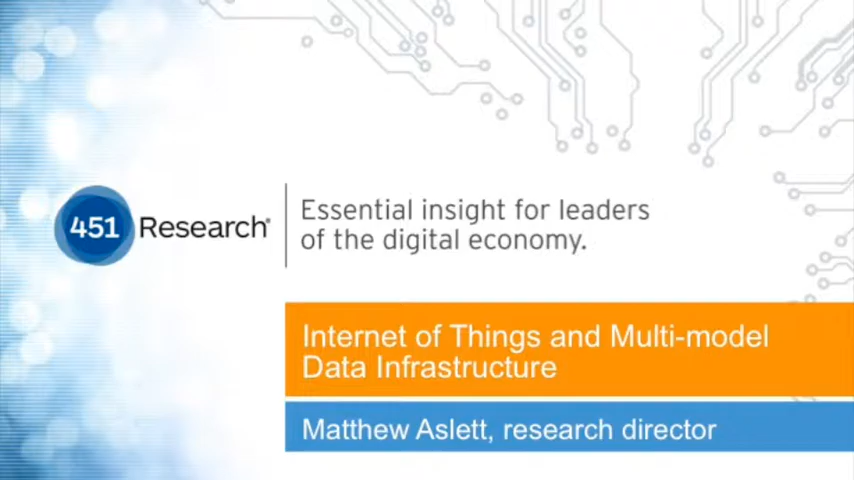 451 Research®
Essential insight for leaders
of the digital economy.
Internet of Things and Multi-model
Data Infrastructure
Matthew Aslett, research director